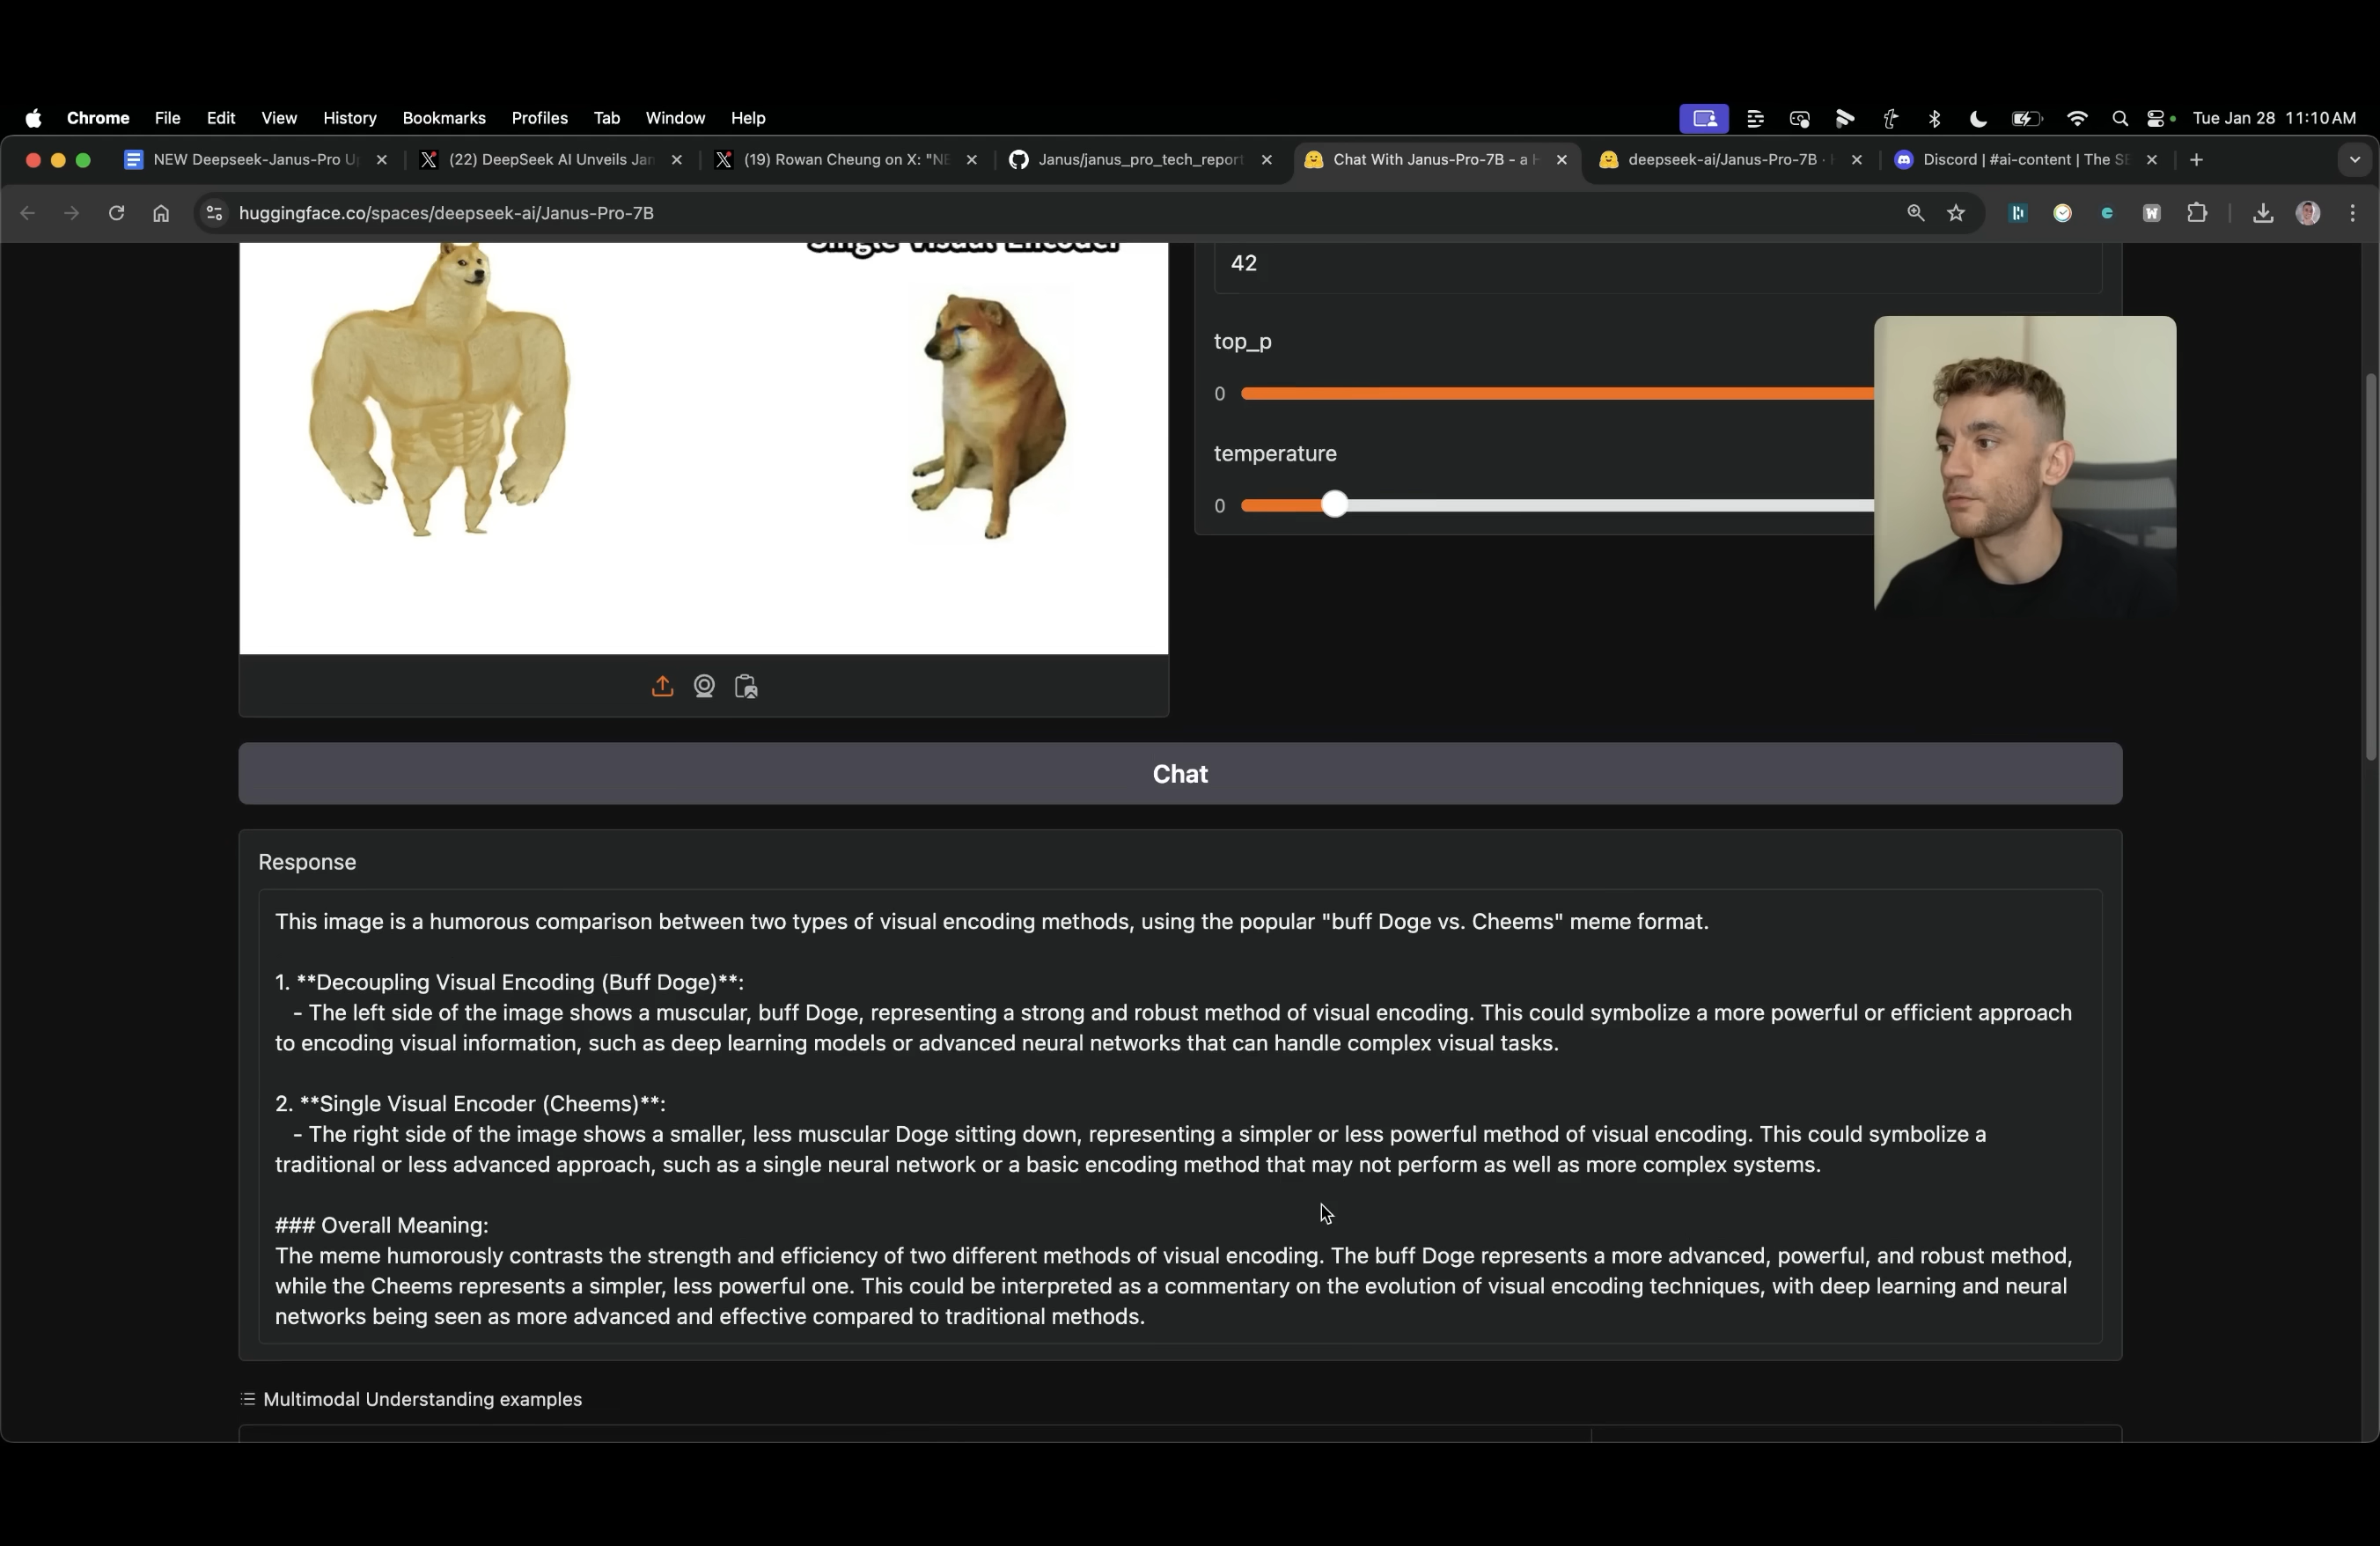 Chrome File Edit View History Bookmarks Profiles Tab Window Help Tue Jan 28 11:10 AM
NEW Deepseek-Janus-Pro U (22) DeepSeek AI Unveils Jan (19) Rowan Cheung on X: "NE Janus/janus_pro_tech_report Chat With Janus-Pro-7B - a H deepseek-ai/Janus-Pro-7B · Discord | #ai-content | The SE
huggingface.co/spaces/deepseek-ai/Janus-Pro-7B
Single Visual Encoder
42
top_p
0
temperature
0
Chat
Response
This image is a humorous comparison between two types of visual encoding methods, using the popular "buff Doge vs. Cheems" meme format.
1. **Decoupling Visual Encoding (Buff Doge)**:
- The left side of the image shows a muscular, buff Doge, representing a strong and robust method of visual encoding. This could symbolize a more powerful or efficient approach
to encoding visual information, such as deep learning models or advanced neural networks that can handle complex visual tasks.
2. **Single Visual Encoder (Cheems)**:
- The right side of the image shows a smaller, less muscular Doge sitting down, representing a simpler or less powerful method of visual encoding. This could symbolize a
traditional or less advanced approach, such as a single neural network or a basic encoding method that may not perform as well as more complex systems.
### Overall Meaning:
The meme humorously contrasts the strength and efficiency of two different methods of visual encoding. The buff Doge represents a more advanced, powerful, and robust method,
while the Cheems represents a simpler, less powerful one. This could be interpreted as a commentary on the evolution of visual encoding techniques, with deep learning and neural
networks being seen as more advanced and effective compared to traditional methods.
Multimodal Understanding examples